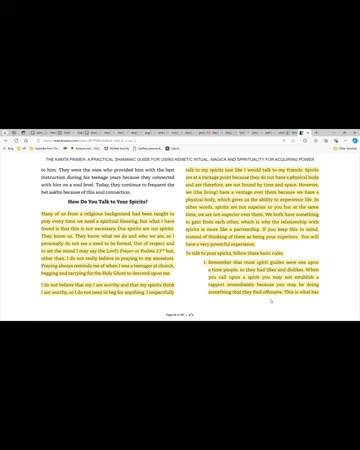 THE KAMTA PRIMER: A PRACTICAL SHAMANIC GUIDE FOR USING KEMETIC RITUAL, MAGICK AND SPIRITUALITY FOR ACQUIRING POWER
to him. They were the ones who provided him with the best
instruction during his teenage years because they connected
with him on a soul level. Today, they continue to frequent the
het aakhu because of this soul connection.
How Do You Talk to Your Spirits?
Many of us from a religious background had been taught to
pray every time we need a spiritual blessing, but what I have
found is that this is not necessary. Our spirits are our spirits.
They know us. They know what we do and who we are, so I
personally do not see a need to be formal. Out of respect and
to set the mood I may say the Lord's Prayer or Psalms 23rd but,
other than. I do not really believe in praying to my ancestors.
Praying always reminds me of when I was a teenager at church,
begging and tarrying for the Holy Ghost to descend upon me.
I do not believe that my I am worthy and that my spirits think
I am worthy, so I do not need to beg for anything. I respectfully
talk to my spirits just like I would talk to my friends. Spirits
are at a vantage point because they do not have a physical body
and are therefore, are not bound by time and space. However,
we (the living) have a vantage over them because we have a
physical body, which gives us the ability to experience life. In
other words, spirits are not superior to you but at the same
time, we are not superior over them. We both have something
to gain from each other, which is why the relationship with
spirits is more like a partnership. If you keep this in mind,
instead of thinking of them as being your superiors. You will
have a very powerful experience.
To talk to your spirits, follow these basic rules:
1. Remember that most spirit guides were one upon
a time people, so they had likes and dislikes. When
you call upon a spirit you may not establish a
rapport immediately because you may be doing
something that they find offensive. This is what has